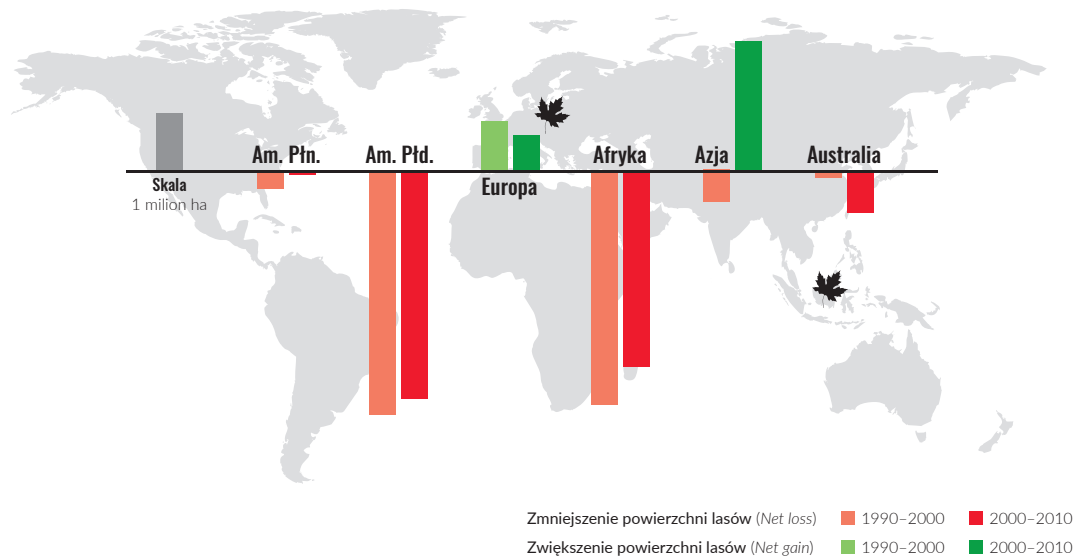 Am. Płn.
Am. Płd.
Afryka
Azja
Australia
Skala
1 milion ha
Europa
Zmniejszenie powierzchni lasów (Net loss) 1990–2000 2000–2010
Zwiększenie powierzchni lasów (Net gain) 1990–2000 2000–2010